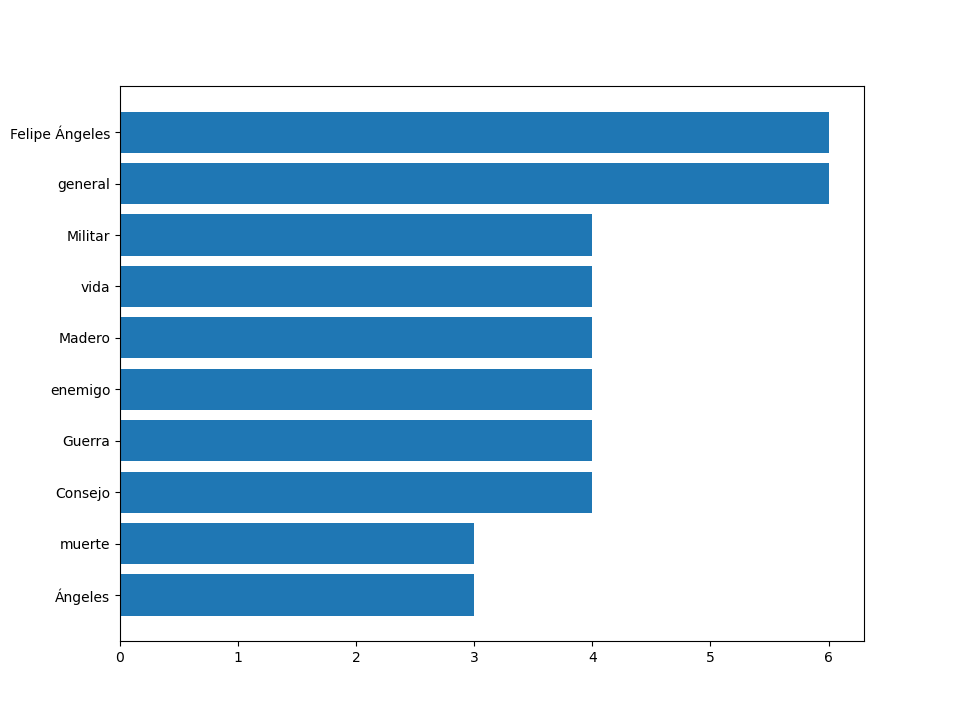 Felipe Ángeles
general
Militar
vida
Madero
enemigo
Guerra
Consejo
muerte
Ángeles
0 1 2 3 4 5 6